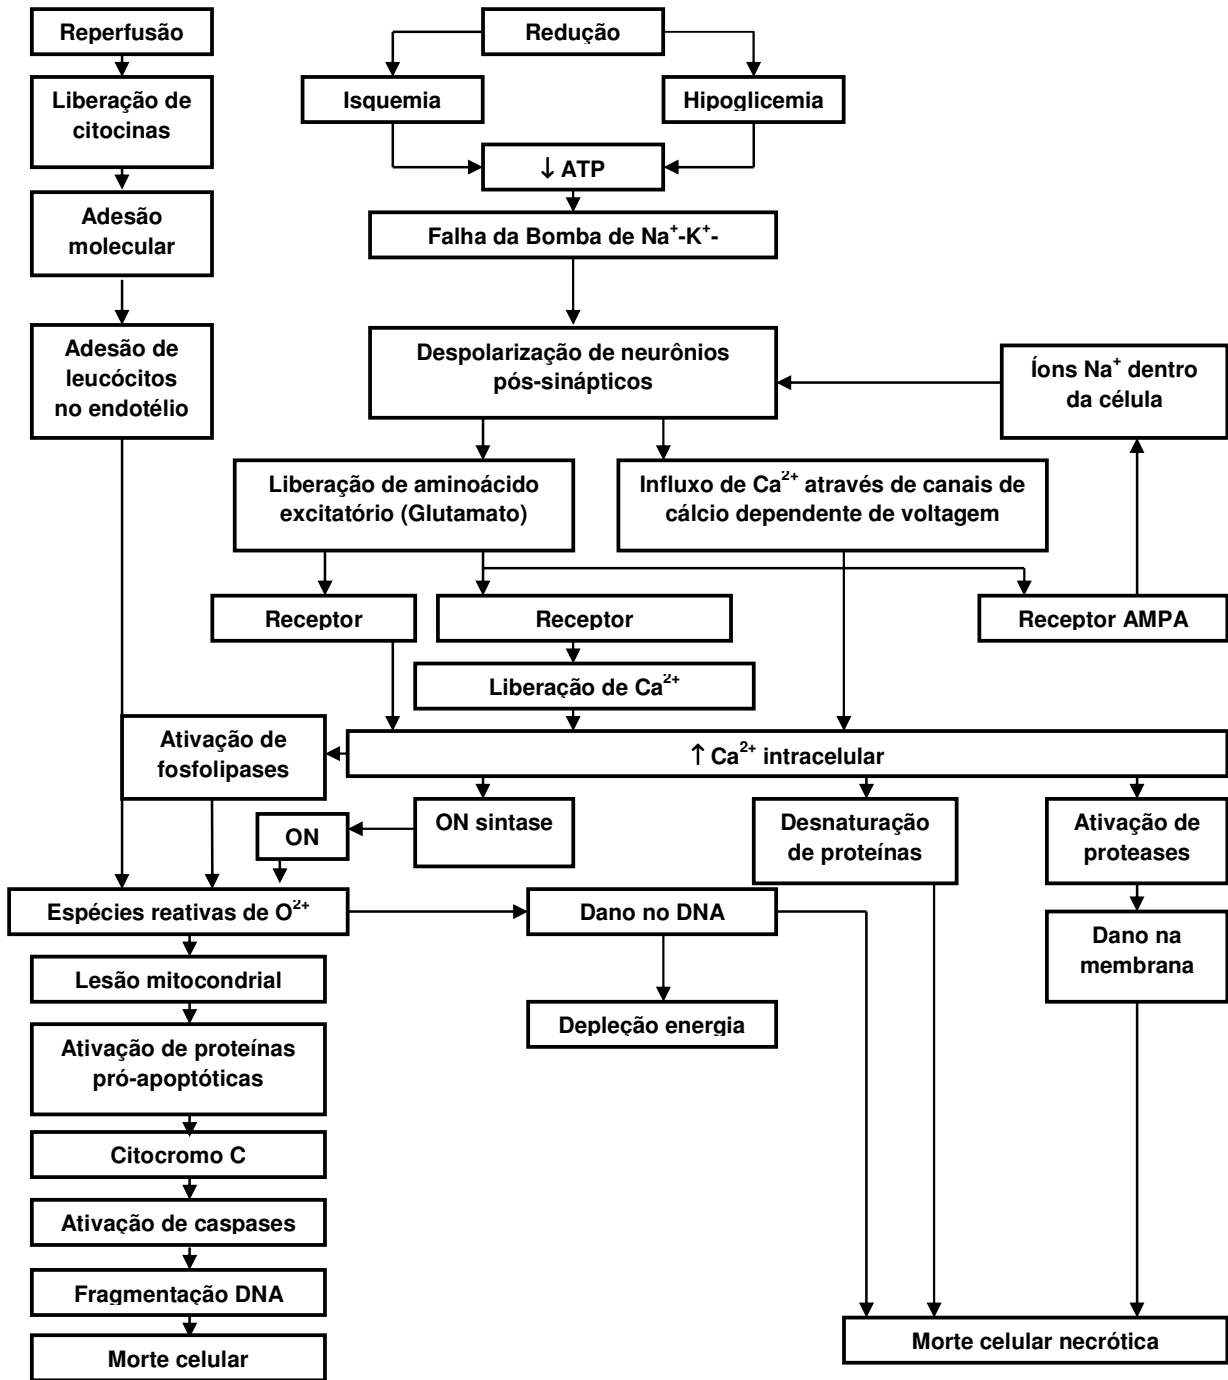 Reperfusão
Redução
Liberação de
citocinas
Isquemia
Hipoglicemia
↓ ATP
Adesão
molecular
Falha da Bomba de Na⁺-K⁺-
Adesão de
leucócitos
no endotélio
Despolarização de neurônios
pós-sinápticos
Íons Na⁺ dentro
da célula
Liberação de aminoácido
excitatório (Glutamato)
Influxo de Ca²⁺ através de canais de
cálcio dependente de voltagem
Receptor
Receptor
Receptor AMPA
Liberação de Ca²⁺
Ativação de
fosfolipases
↑ Ca²⁺ intracelular
ON
ON sintase
Desnaturação
de proteínas
Ativação de
proteases
Espécies reativas de O²⁺
Dano no DNA
Dano na
membrana
Lesão mitocondrial
Depleção energia
Ativação de proteínas
pró-apoptóticas
Citocromo C
Ativação de caspases
Fragmentação DNA
Morte celular
Morte celular necrótica